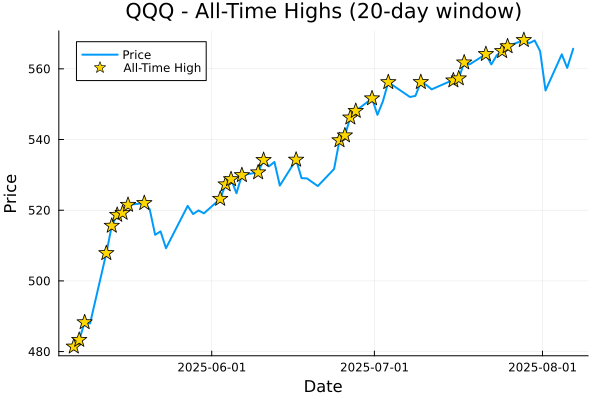 QQQ - All-Time Highs (20-day window)
Price
All-Time High
560
540
520
500
480
Price
2025-06-01
2025-07-01
2025-08-01
Date